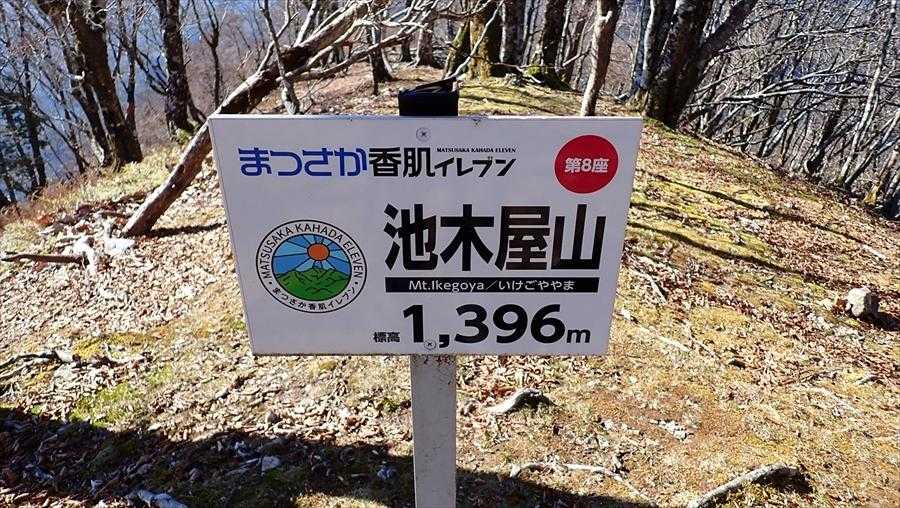 まつさか香肌イレブン
MATSUSAKA KAHADA ELEVEN
第8座
MATSUSAKA KAHADA ELEVEN
まつさか香肌イレブン
池木屋山
Mt.Ikegoya／いけごややま
標高 1,396m